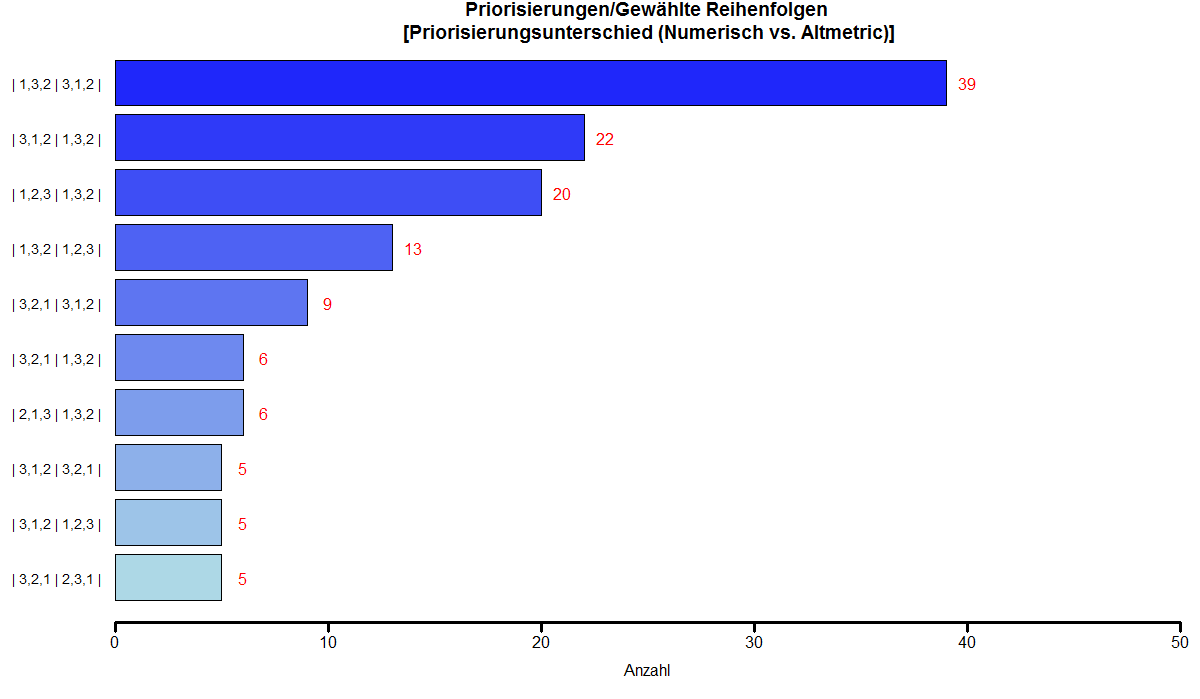 Priorisierungen/Gewählte Reihenfolgen
[Priorisierungsunterschied (Numerisch vs. Altmetric)]
| 1,3,2 | 3,1,2 | 39
| 3,1,2 | 1,3,2 | 22
| 1,2,3 | 1,3,2 | 20
| 1,3,2 | 1,2,3 | 13
| 3,2,1 | 3,1,2 | 9
| 3,2,1 | 1,3,2 | 6
| 2,1,3 | 1,3,2 | 6
| 3,1,2 | 3,2,1 | 5
| 3,1,2 | 1,2,3 | 5
| 3,2,1 | 2,3,1 | 5
0 10 20 30 40 50
Anzahl